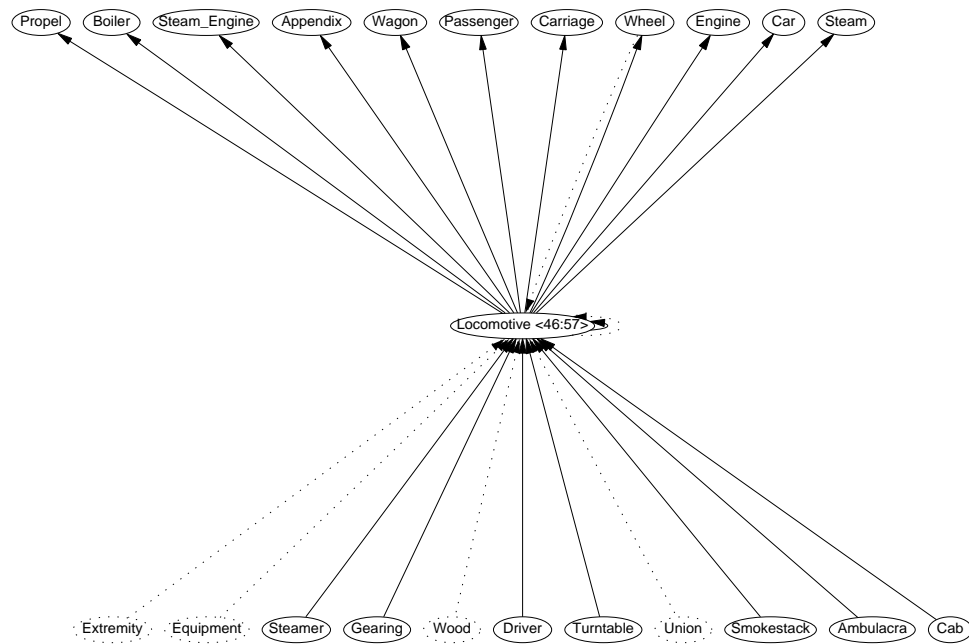 Propel Boiler Steam_Engine Appendix Wagon Passenger Carriage Wheel Engine Car Steam
Locomotive <46:57>
Extremity Equipment Steamer Gearing Wood Driver Turntable Union Smokestack Ambulacra Cab